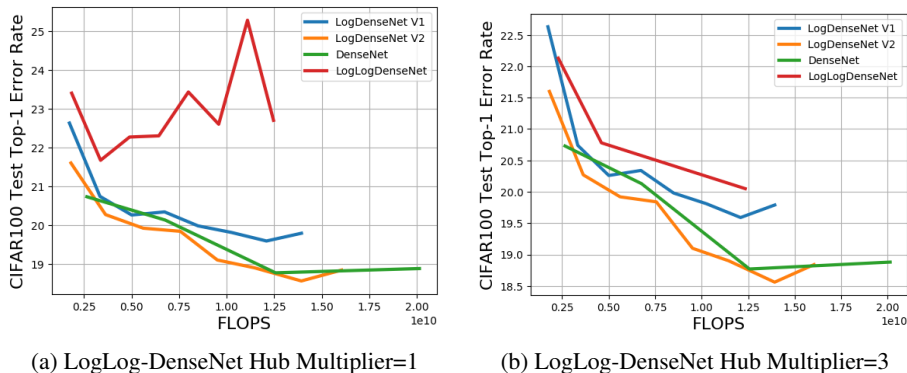 CIFAR100 Test Top-1 Error Rate
25
24
23
22
21
20
19
LogDenseNet V1
LogDenseNet V2
DenseNet
LogLogDenseNet
0.25 0.50 0.75 1.00 1.25 1.50 1.75 2.00
1e10
FLOPS
(a) LogLog-DenseNet Hub Multiplier=1
CIFAR100 Test Top-1 Error Rate
22.5
22.0
21.5
21.0
20.5
20.0
19.5
19.0
18.5
LogDenseNet V1
LogDenseNet V2
DenseNet
LogLogDenseNet
0.25 0.50 0.75 1.00 1.25 1.50 1.75 2.00
1e10
FLOPS
(b) LogLog-DenseNet Hub Multiplier=3